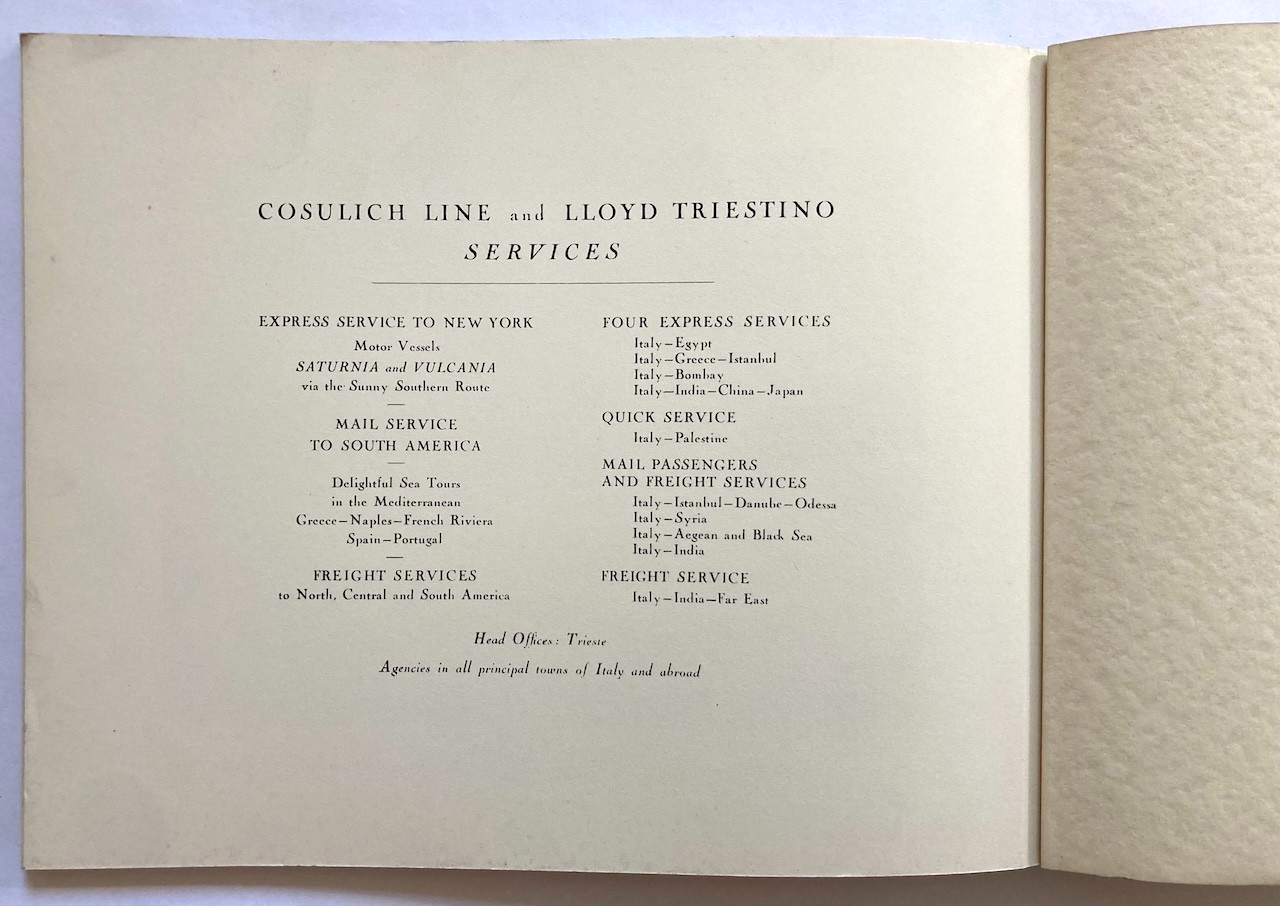 COSULICH LINE and LLOYD TRIESTINO
SERVICES
EXPRESS SERVICE TO NEW YORK
Motor Vessels
SATURNIA and VULCANIA
via the Sunny Southern Route
MAIL SERVICE
TO SOUTH AMERICA
Delightful Sea Tours
in the Mediterranean
Greece—Naples—French Riviera
Spain—Portugal
FREIGHT SERVICES
to North, Central and South America
FOUR EXPRESS SERVICES
Italy—Egypt
Italy—Greece—Istanbul
Italy—Bombay
Italy—India—China—Japan
QUICK SERVICE
Italy—Palestine
MAIL PASSENGERS
AND FREIGHT SERVICES
Italy—Istanbul—Danube—Odessa
Italy—Syria
Italy—Aegean and Black Sea
Italy—India
FREIGHT SERVICE
Italy—India—Far East
Head Offices: Trieste
Agencies in all principal towns of Italy and abroad